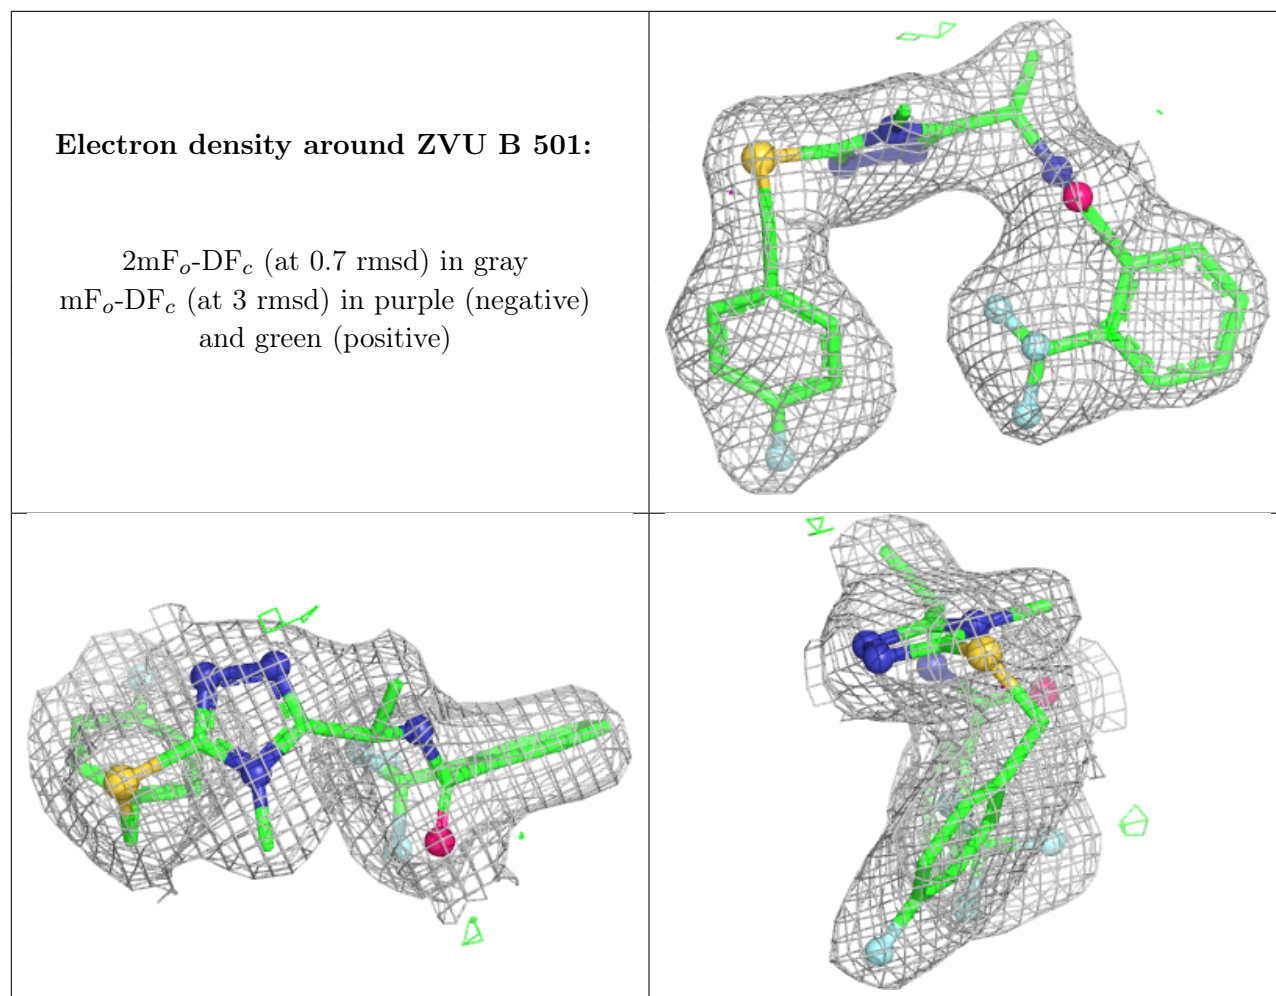 Electron density around ZVU B 501:
2mFo-DFc (at 0.7 rmsd) in gray
mFo-DFc (at 3 rmsd) in purple (negative)
and green (positive)